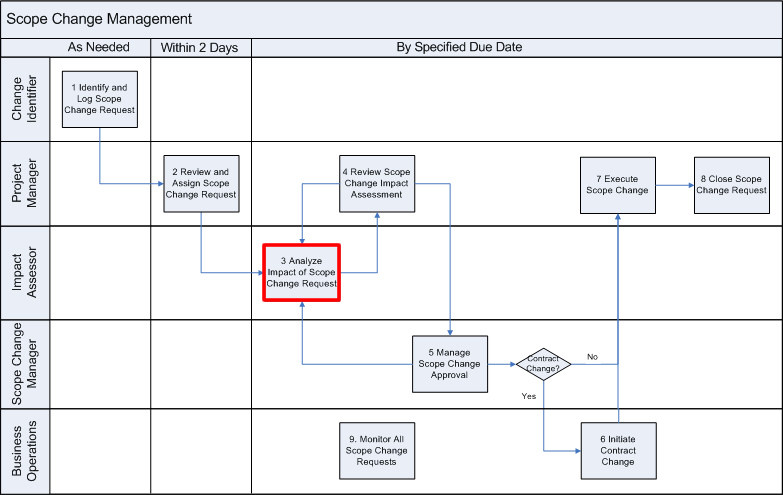 Scope Change Management
As Needed
Within 2 Days
By Specified Due Date
Change
Identifier
1 Identify and
Log Scope
Change Request
Project
Manager
2 Review and
Assign Scope
Change Request
4 Review Scope
Change Impact
Assessment
7 Execute
Scope Change
8 Close Scope
Change Request
Impact
Assessor
3 Analyze
Impact of Scope
Change Request
Scope Change
Manager
5 Manage
Scope Change
Approval
Contract
Change?
No
Yes
Business
Operations
9. Monitor All
Scope Change
Requests
6 Initiate
Contract
Change